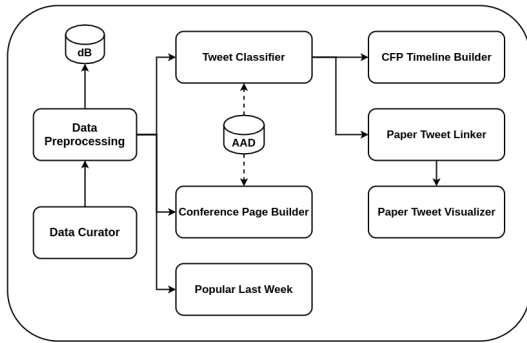 dB
Tweet Classifier
CFP Timeline Builder
Data
Preprocessing
AAD
Paper Tweet Linker
Data Curator
Conference Page Builder
Paper Tweet Visualizer
Popular Last Week